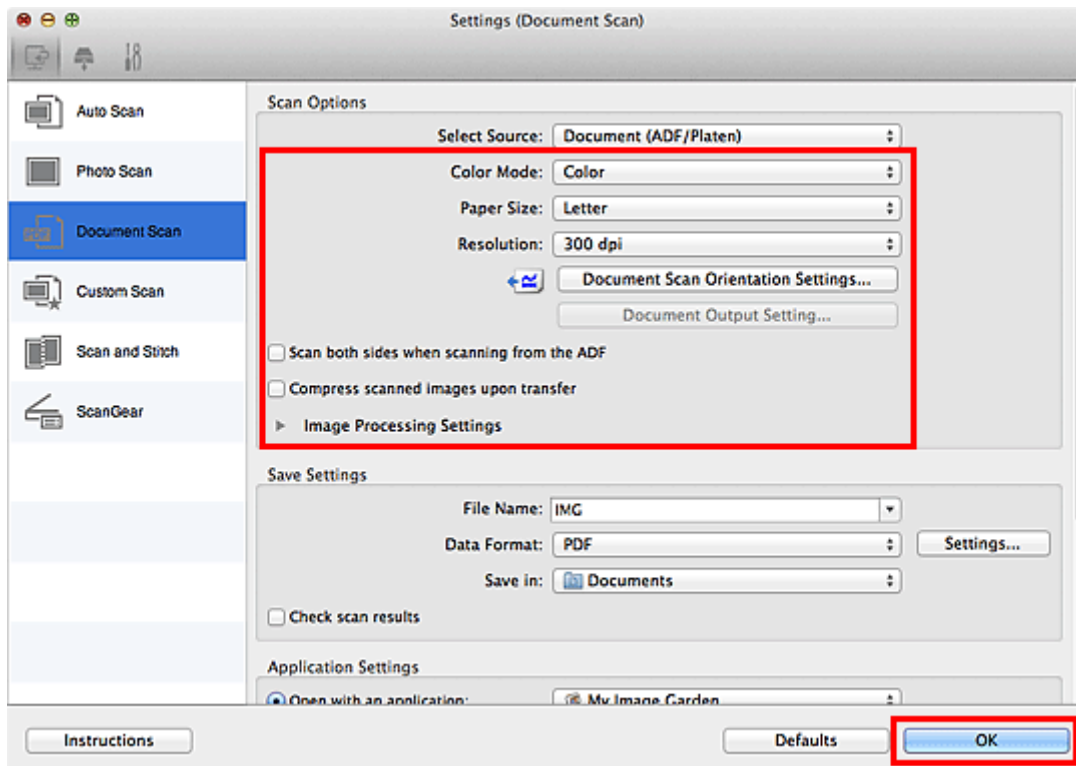 Settings (Document Scan)
Auto Scan
Photo Scan
PDF
Document Scan
Custom Scan
Scan and Stitch
ScanGear
Scan Options
Select Source: Document (ADF/Platen)
Color Mode: Color
Paper Size: Letter
Resolution: 300 dpi
Document Scan Orientation Settings...
Document Output Setting...
Scan both sides when scanning from the ADF
Compress scanned images upon transfer
Image Processing Settings
Save Settings
File Name: IMG
Data Format: PDF Settings...
Save in: Documents
Check scan results
Application Settings
Open with an application: My Image Garden
Instructions Defaults OK